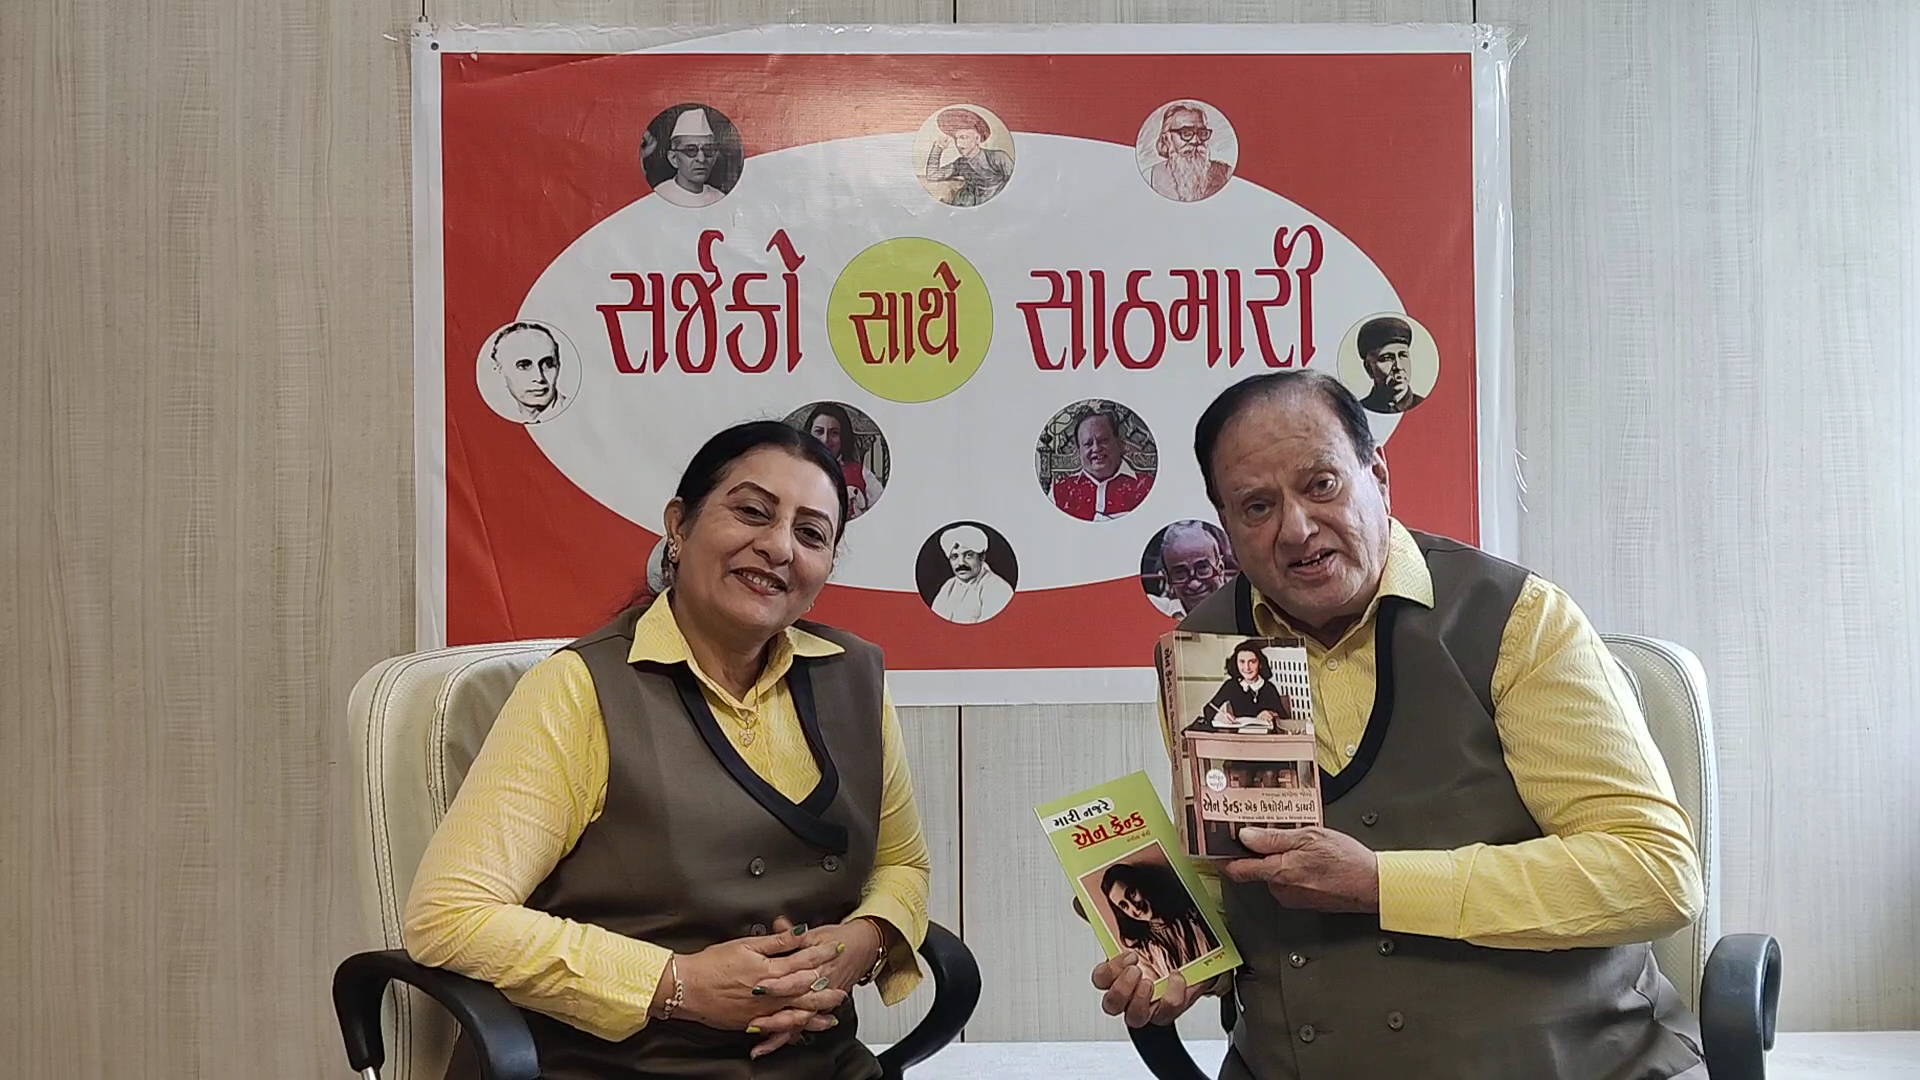 સર્જકો સાથે સાઠમારી
એન ફ્રેન્ક: એક કિશોરીની ડાયરી
મારી નજરે
એન ફ્રેન્ક